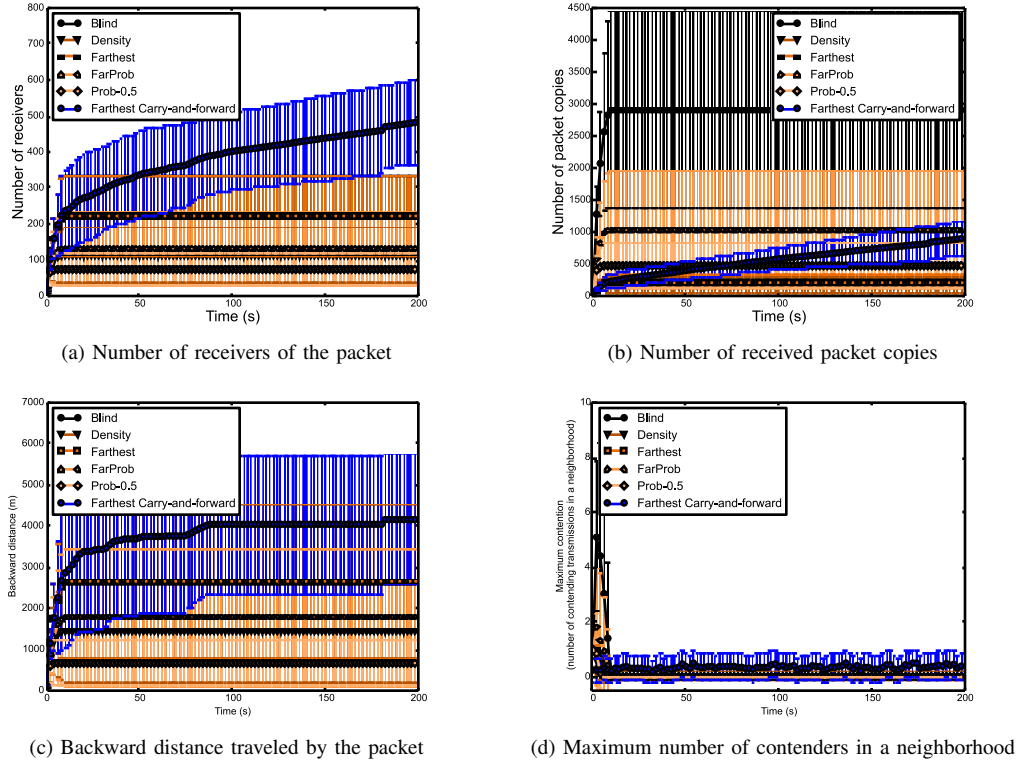 800
700
600
500
400
300
200
100
0
Number of receivers
Blind
Density
Farthest
FarProb
Prob-0.5
Farthest Carry-and-forward
0 50 100 150 200
Time (s)
(a) Number of receivers of the packet
4500
4000
3500
3000
2500
2000
1500
1000
500
0
Number of packet copies
Blind
Density
Farthest
FarProb
Prob-0.5
Farthest Carry-and-forward
0 50 100 150 200
Time (s)
(b) Number of received packet copies
7000
6000
5000
4000
3000
2000
1000
0
Backward distance (m)
Blind
Density
Farthest
FarProb
Prob-0.5
Farthest Carry-and-forward
0 50 100 150 200
Time (s)
(c) Backward distance traveled by the packet
10
8
6
4
2
0
Maximum contention
(number of contending transmissions in a neighborhood)
Blind
Density
Farthest
FarProb
Prob-0.5
Farthest Carry-and-forward
0 50 100 150 200
Time (s)
(d) Maximum number of contenders in a neighborhood